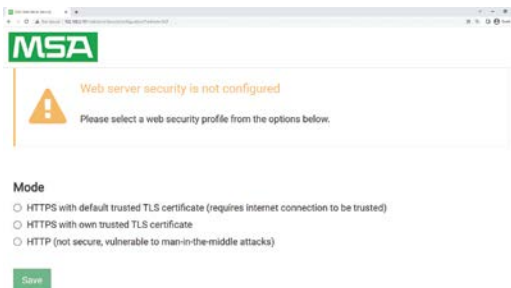 MSA
Web server security is not configured
Please select a web security profile from the options below.
Mode
HTTPS with default trusted TLS certificate (requires internet connection to be trusted)
HTTPS with own trusted TLS certificate
HTTP (not secure, vulnerable to man-in-the-middle attacks)
Save